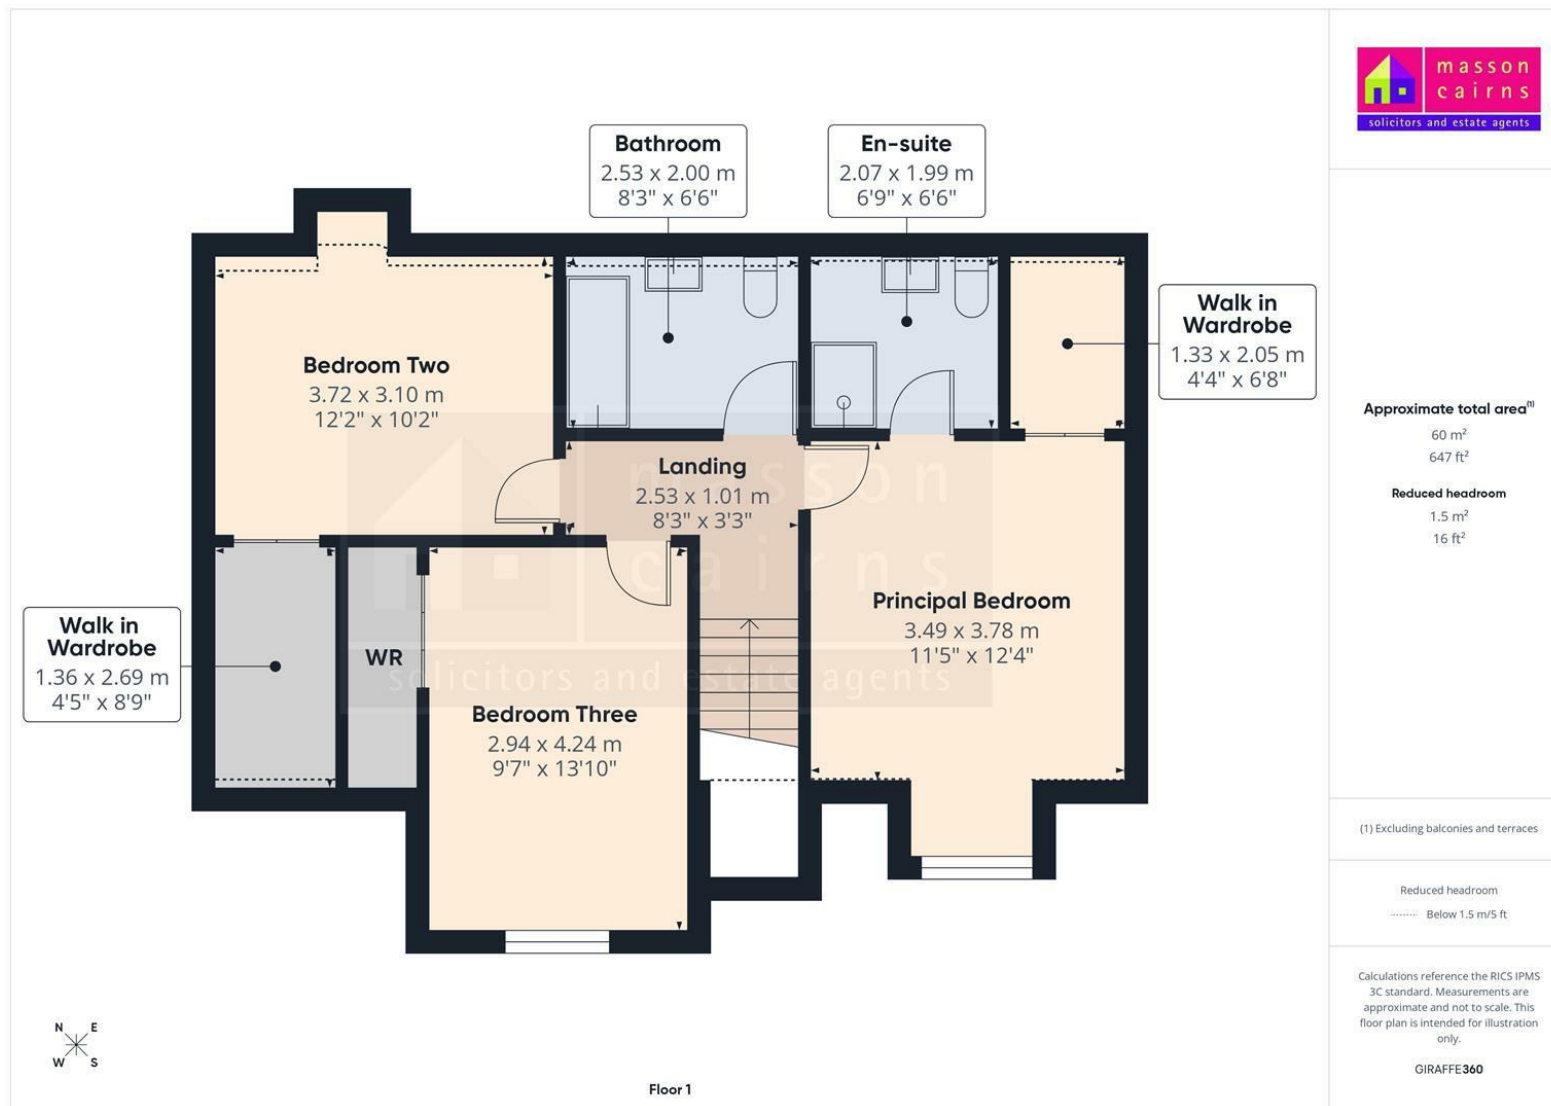 masson
cairns
solicitors and estate agents
Bathroom
2.53 x 2.00 m
8'3" x 6'6"
En-suite
2.07 x 1.99 m
6'9" x 6'6"
Walk in
Wardrobe
1.33 x 2.05 m
4'4" x 6'8"
Bedroom Two
3.72 x 3.10 m
12'2" x 10'2"
Landing
2.53 x 1.01 m
8'3" x 3'3"
masson
cairns
solicitors and estate agents
Principal Bedroom
3.49 x 3.78 m
11'5" x 12'4"
Walk in
Wardrobe
1.36 x 2.69 m
4'5" x 8'9"
WR
Bedroom Three
2.94 x 4.24 m
9'7" x 13'10"
N E
W S
Floor 1
Approximate total area(1)
60 m²
647 ft²
Reduced headroom
1.5 m²
16 ft²
(1) Excluding balconies and terraces
Reduced headroom
Below 1.5 m/5 ft
Calculations reference the RICS IPMS
3C standard. Measurements are
approximate and not to scale. This
floor plan is intended for illustration
only.
GIRAFFE360